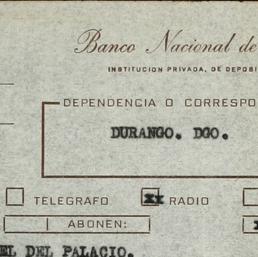 Banco Nacional de
INSTITUCION PRIVADA, DE DEPOSI
DEPENDENCIA O CORRESPO
DURANGO. DGO.
TELEGRAFO xx RADIO
ABONEN:
EL DEL PALACIO.